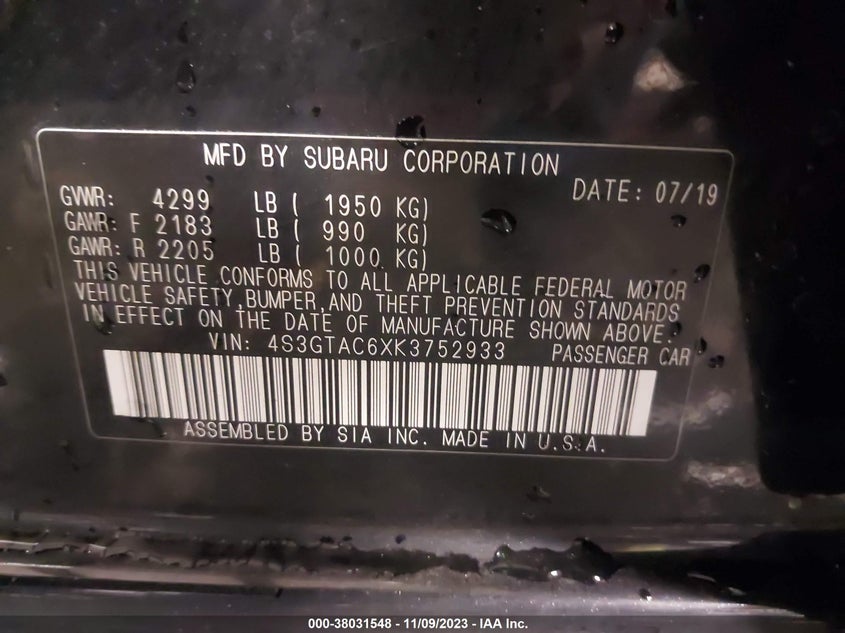 MFD BY SUBARU CORPORATION
DATE: 07/19
GVWR: 4299 LB ( 1950 KG)
GAWR: F 2183 LB ( 990 KG)
GAWR: R 2205 LB ( 1000 KG)
THIS VEHICLE CONFORMS TO ALL APPLICABLE FEDERAL MOTOR
VEHICLE SAFETY, BUMPER, AND THEFT PREVENTION STANDARDS
IN EFFECT ON THE DATE OF MANUFACTURE SHOWN ABOVE.
VIN: 4S3GTAC6XK3752933 PASSENGER CAR
ASSEMBLED BY SIA INC. MADE IN U.S.A.
000-38031548 - 11/09/2023 - IAA Inc.